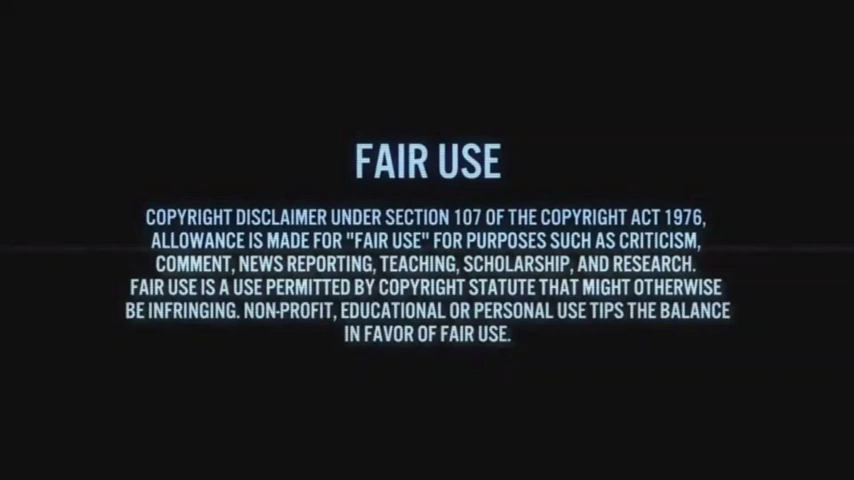 FAIR USE
COPYRIGHT DISCLAIMER UNDER SECTION 107 OF THE COPYRIGHT ACT 1976,
ALLOWANCE IS MADE FOR "FAIR USE" FOR PURPOSES SUCH AS CRITICISM,
COMMENT, NEWS REPORTING, TEACHING, SCHOLARSHIP, AND RESEARCH.
FAIR USE IS A USE PERMITTED BY COPYRIGHT STATUTE THAT MIGHT OTHERWISE
BE INFRINGING. NON-PROFIT, EDUCATIONAL OR PERSONAL USE TIPS THE BALANCE
IN FAVOR OF FAIR USE.